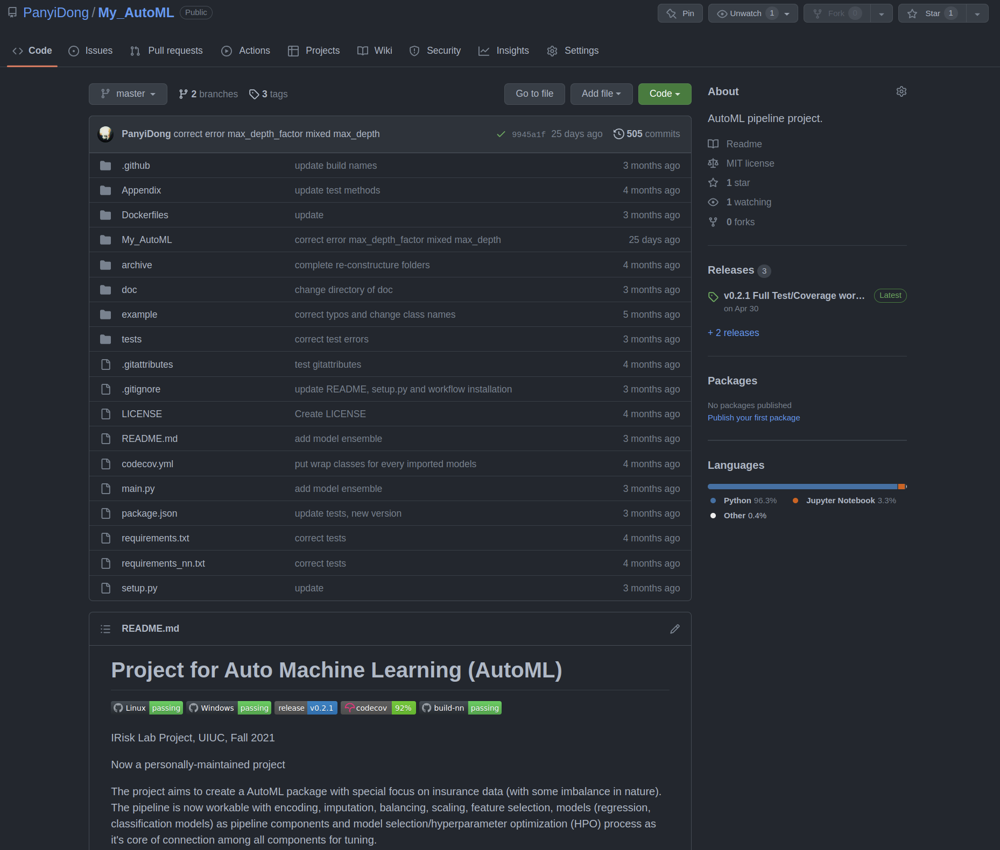 PanyiDong / My_AutoML Public
Pin Unwatch 1 Fork 0 Star 1
Code Issues Pull requests Actions Projects Wiki Security Insights Settings
master 2 branches 3 tags Go to file Add file Code
PanyiDong correct error max_depth_factor mixed max_depth 9945a1f 25 days ago 505 commits
.github update build names 3 months ago
Appendix update test methods 4 months ago
Dockerfiles update 3 months ago
My_AutoML correct error max_depth_factor mixed max_depth 25 days ago
archive complete re-constructure folders 4 months ago
doc change directory of doc 3 months ago
example correct typos and change class names 5 months ago
tests correct test errors 3 months ago
.gitattributes test gitattributes 4 months ago
.gitignore update README, setup.py and workflow installation 3 months ago
LICENSE Create LICENSE 4 months ago
README.md add model ensemble 3 months ago
codecov.yml put wrap classes for every imported models 4 months ago
main.py add model ensemble 3 months ago
package.json update tests, new version 3 months ago
requirements.txt correct tests 4 months ago
requirements_nn.txt correct tests 4 months ago
setup.py update 3 months ago
README.md
Project for Auto Machine Learning (AutoML)
Linux passing Windows passing release v0.2.1 codecov 92% build-nn passing
IRisk Lab Project, UIUC, Fall 2021
Now a personally-maintained project
The project aims to create a AutoML package with special focus on insurance data (with some imbalance in nature).
The pipeline is now workable with encoding, imputation, balancing, scaling, feature selection, models (regression,
classification models) as pipeline components and model selection/hyperparameter optimization (HPO) process as
it's core of connection among all components for tuning.
About
AutoML pipeline project.
Readme
MIT license
1 star
1 watching
0 forks
Releases 3
v0.2.1 Full Test/Coverage wor... Latest
on Apr 30
+ 2 releases
Packages
No packages published
Publish your first package
Languages
Python 96.3% Jupyter Notebook 3.3%
Other 0.4%